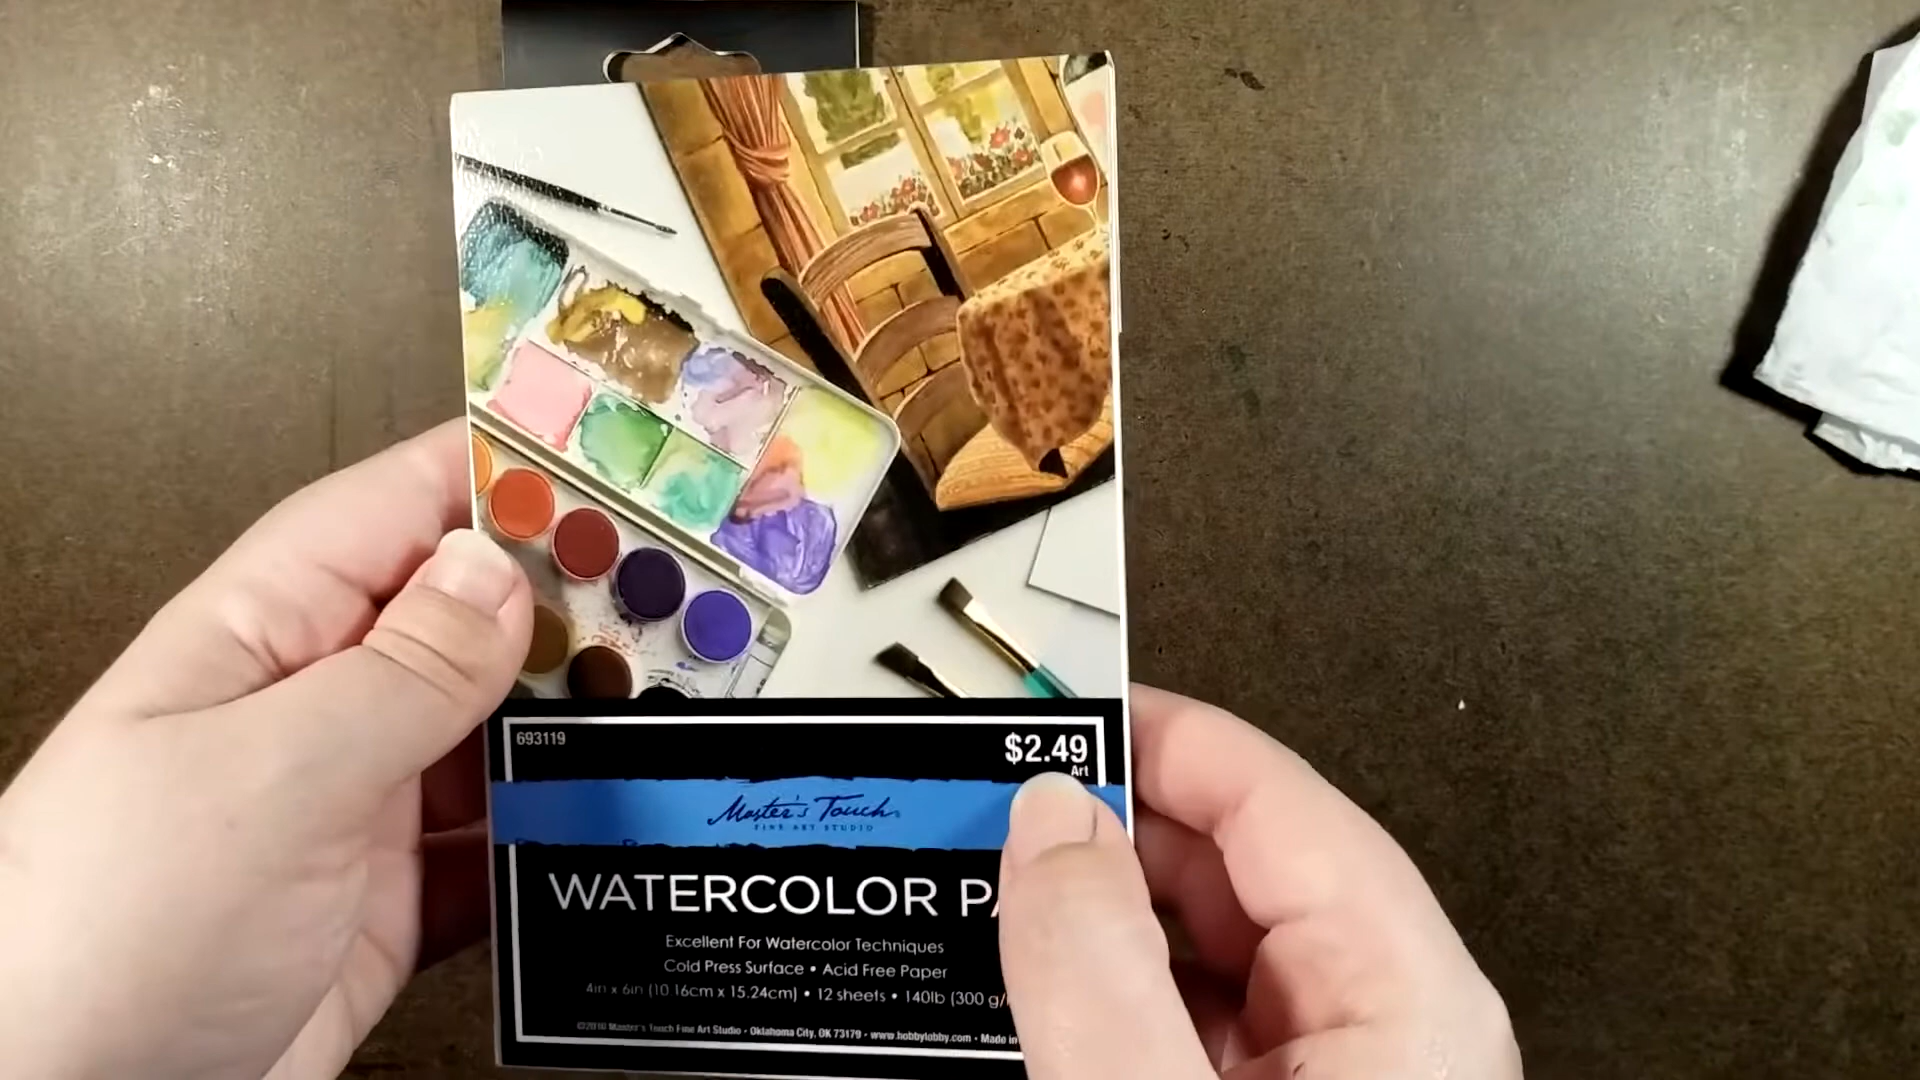 693119
$2.49
Art
Master's Touch®
FINE ART STUDIO
WATERCOLOR
Excellent For Watercolor Techniques
Cold Press Surface • Acid Free Paper
4in x 6in (10.16cm x 15.24cm) • 12 sheets • 140lb (300 g/
Master's Touch Fine Art Studio • Oklahoma City, OK 73179 • www.hobbylobby.com • Made in